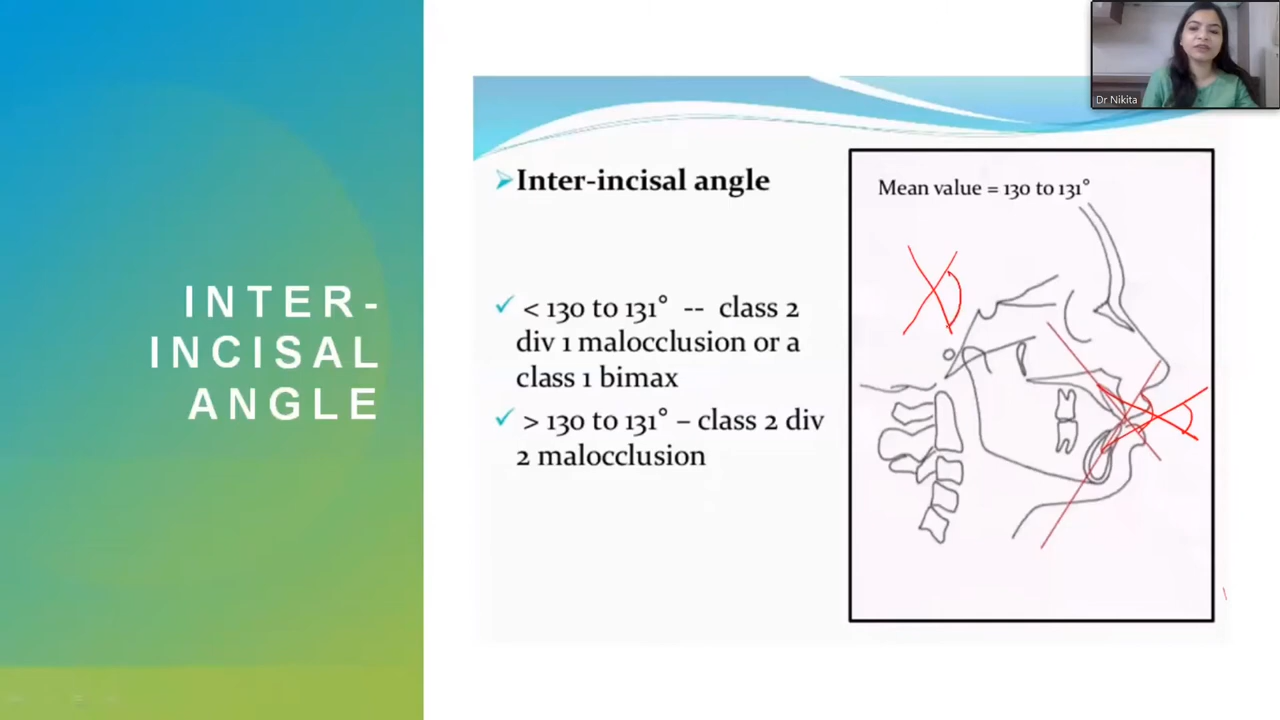 INTER-
INCISAL
ANGLE
Inter-incisal angle
< 130 to 131° -- class 2
div 1 malocclusion or a
class 1 bimax
> 130 to 131° – class 2 div
2 malocclusion
Mean value = 130 to 131°
Dr Nikita